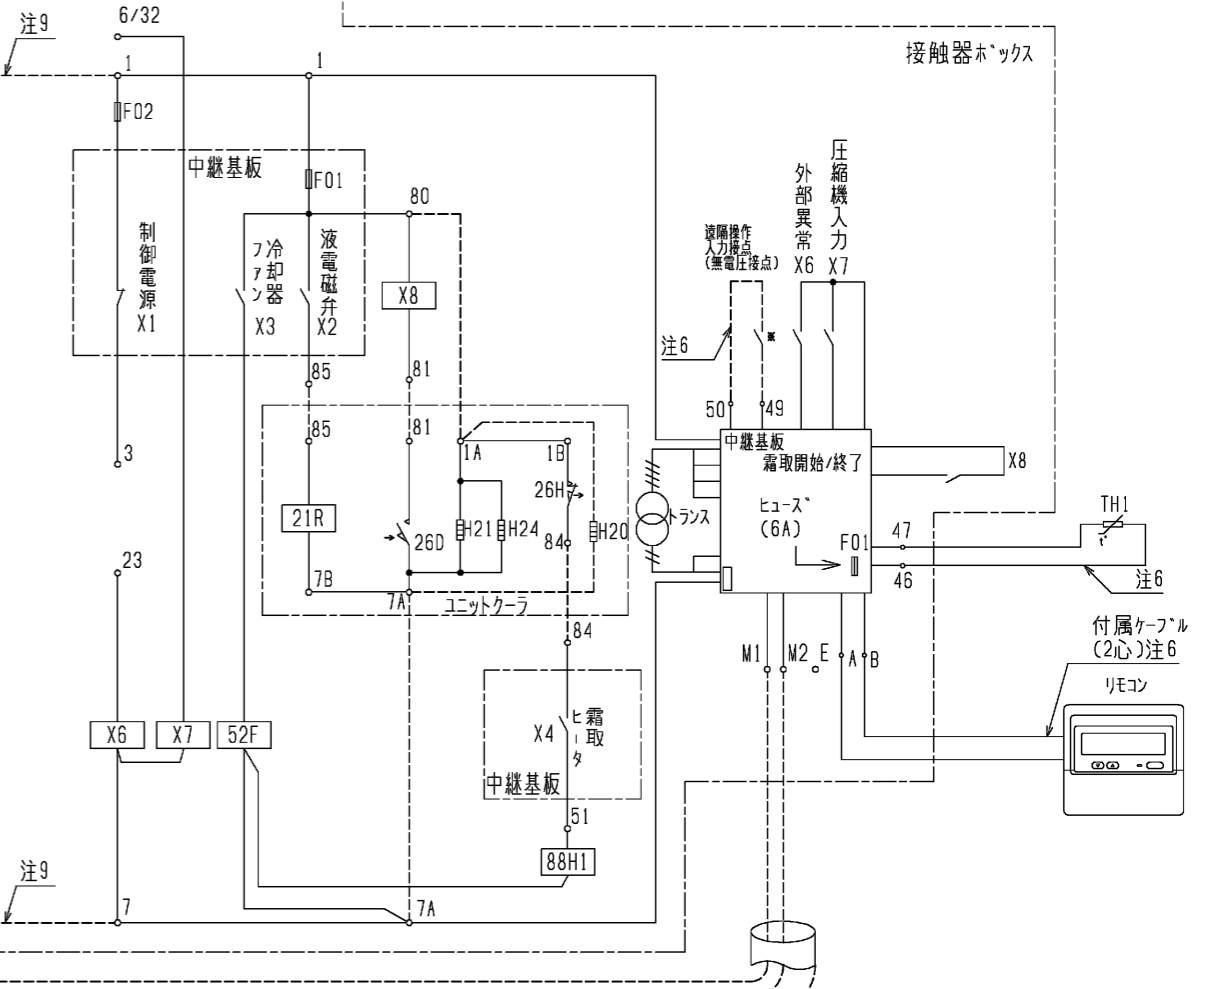 注9
6/32
1
1
接触器ボックス
F02
中継基板
F01
80
制御電源
X1
冷却器
ファン
X3
液電磁弁
X2
X8
外部異常
X6
圧縮機入力
X7
遠隔操作
入力接点
(無電圧接点)
注6
※
50
49
85
81
85
81
3
1A
1B
中継基板
霜取開始/終了
X8
26H
トランス
ヒューズ
(6A)
TH1
t°
21R
26D
H21
H24
H20
84
F01
47
46
注6
23
7B
7A
ユニットクーラ
84
M1
M2
E
A
B
付属ケーブル
(2心)注6
リモコン
X6
X7
52F
X4
霜取
ヒータ
中継基板
51
88H1
注9
7
7A